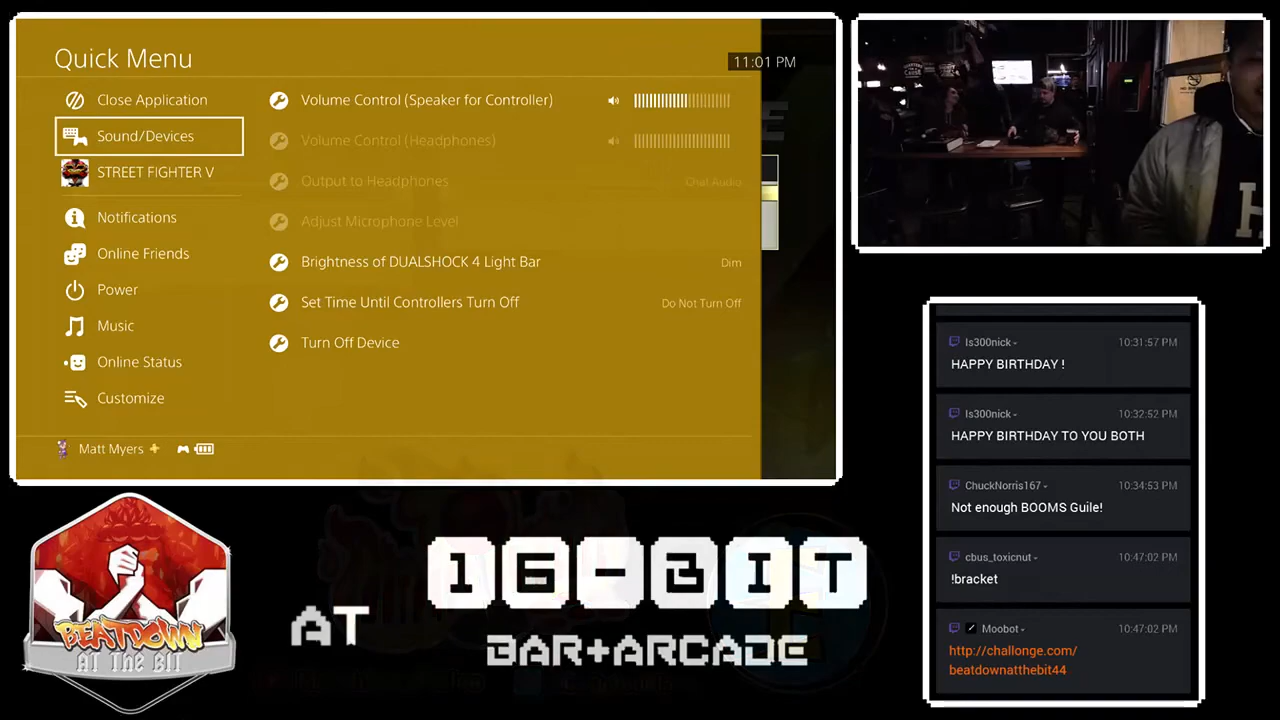 Quick Menu
11:01 PM
Close Application
Sound/Devices
STREET FIGHTER V
Notifications
Online Friends
Power
Music
Online Status
Customize
Matt Myers
Volume Control (Speaker for Controller)
Volume Control (Headphones)
Output to Headphones
Chat Audio
Adjust Microphone Level
Brightness of DUALSHOCK 4 Light Bar
Dim
Set Time Until Controllers Turn Off
Do Not Turn Off
Turn Off Device
Is300nick
10:31:57 PM
HAPPY BIRTHDAY !
Is300nick
10:32:52 PM
HAPPY BIRTHDAY TO YOU BOTH
ChuckNorris167
10:34:53 PM
Not enough BOOMS Guile!
cbus_toxicnut
10:47:02 PM
!bracket
Moobot
10:47:02 PM
http://challonge.com/
beatdownatthebit44
BEATDOWN
AT THE BIT
AT
16-BIT
BAR+ARCADE